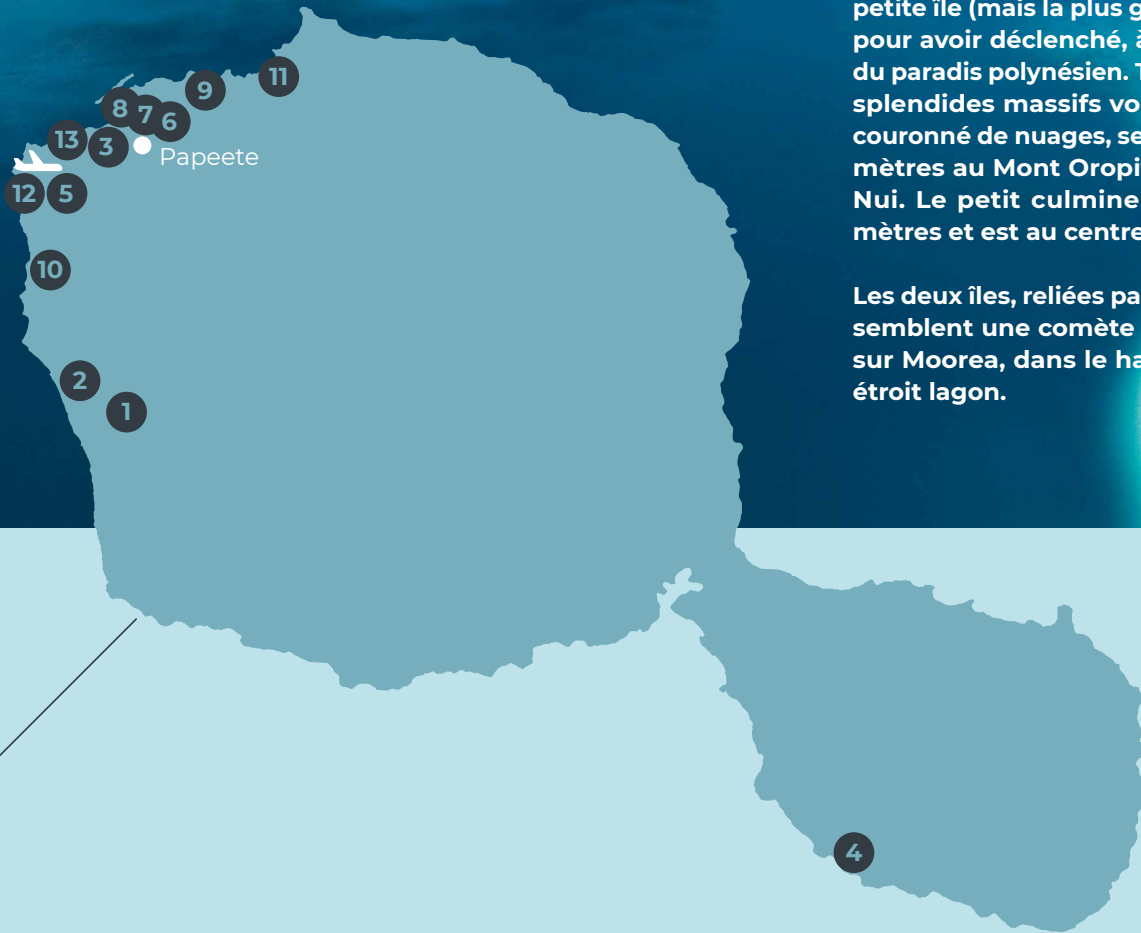 petite île (mais la plus g
pour avoir déclenché, à
du paradis polynésien. T
splendides massifs vo
couronné de nuages, se
mètres au Mont Oropi
Nui. Le petit culmine
mètres et est au centre
Les deux îles, reliées pa
semblent une comète
sur Moorea, dans le ha
étroit lagon.
11
9
8
7
6
13
3
Papeete
12
5
10
2
1
4